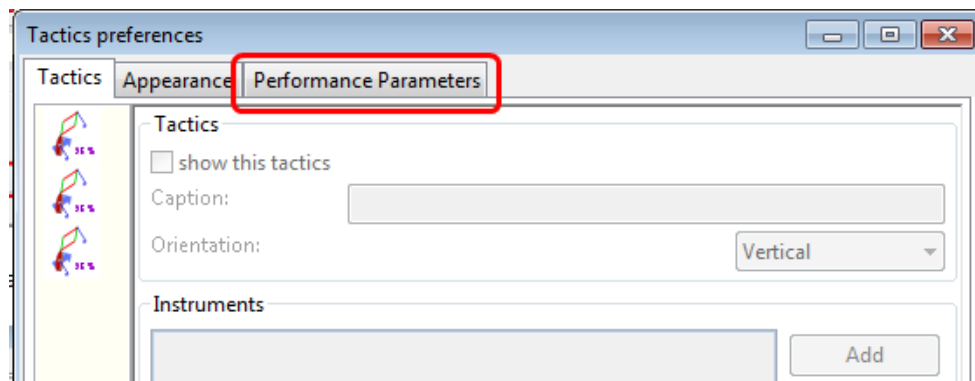 Tactics preferences
Tactics Appearance Performance Parameters
Tactics
show this tactics
Caption:
Orientation: Vertical
Instruments
Add